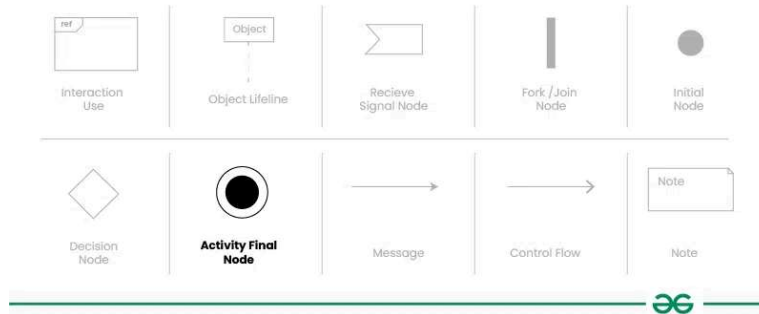 ref
Object
Interaction
Use
Object Lifeline
Recieve
Signal Node
Fork /Join
Node
Initial
Node
Note
Decision
Node
Activity Final
Node
Message
Control Flow
Note